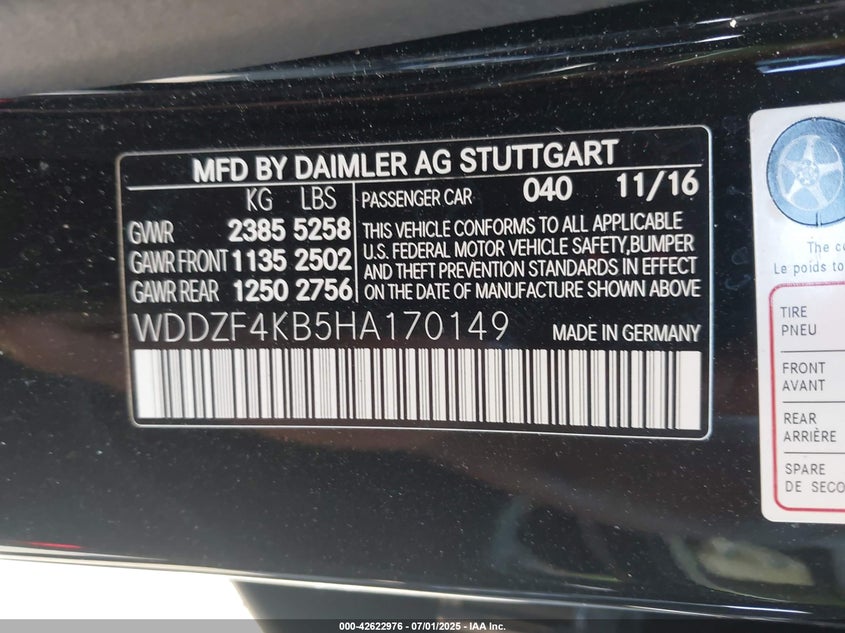 MFD BY DAIMLER AG STUTTGART
KG LBS
GVWR 2385 5258
GAWR FRONT 1135 2502
GAWR REAR 1250 2756
PASSENGER CAR 040 11/16
THIS VEHICLE CONFORMS TO ALL APPLICABLE
U.S. FEDERAL MOTOR VEHICLE SAFETY,BUMPER
AND THEFT PREVENTION STANDARDS IN EFFECT
ON THE DATE OF MANUFACTURE SHOWN ABOVE
WDDZF4KB5HA170149 MADE IN GERMANY
The
Le poids
TIRE
PNEU
FRONT
AVANT
REAR
ARRIÈRE
SPARE
DE
000-42622976 - 07/01/2025 - IAA Inc.